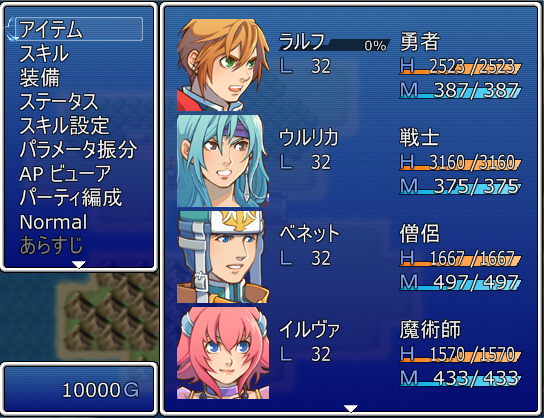 アイテム
スキル
装備
ステータス
スキル設定
パラメータ振分
AP ビューア
パーティ編成
Normal
あらすじ
10000G
ラルフ 0% 勇者
L 32 H 2523/2523
M 387/387
ウルリカ 戦士
L 32 H 3160/3160
M 375/375
ベネット 僧侶
L 32 H 1667/1667
M 497/497
イルヴァ 魔術師
L 32 H 1570/1570
M 433/433